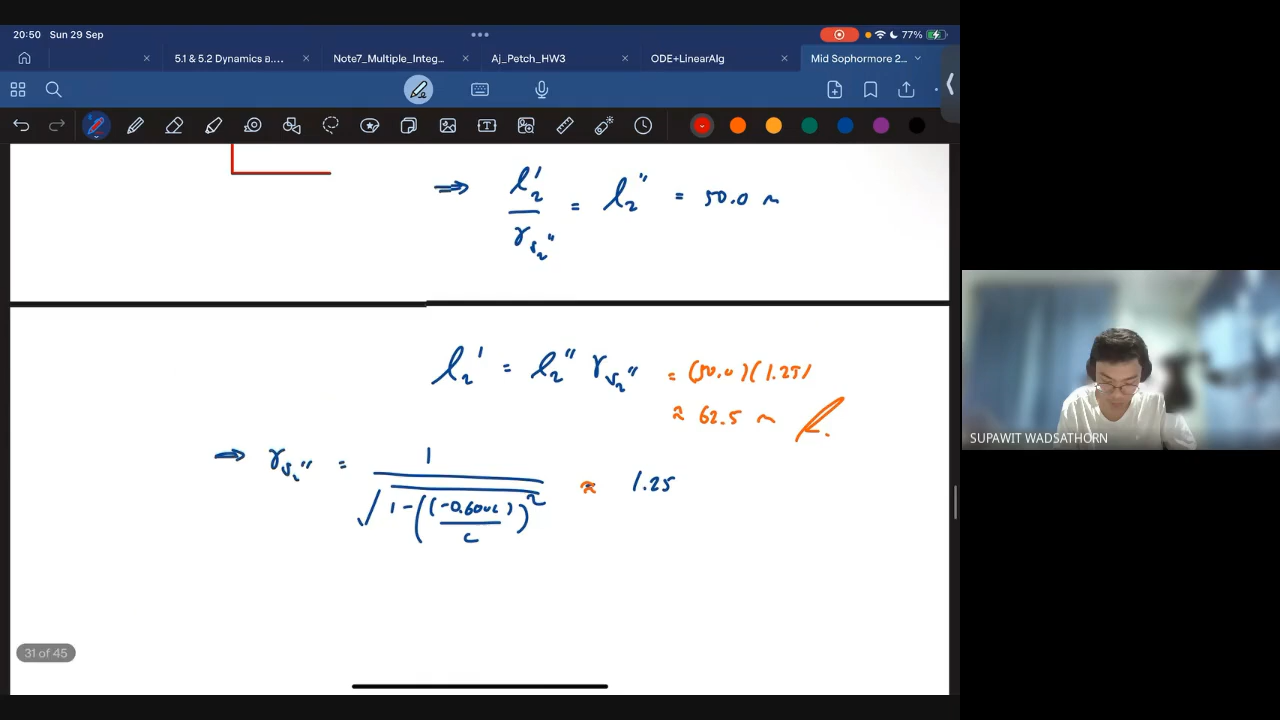 20:50 Sun 29 Sep
77%
5.1 & 5.2 Dynamics a....
Note7_Multiple_Integ...
Aj_Petch_HW3
ODE+LinearAlg
Mid Sophormore 2...
⇒ l₂'/γ_v₂'' = l₂'' = 50.0 m
l₂' = l₂'' γ_v₂'' = (50.0)(1.25)
≈ 62.5 m
⇒ γ_v₂'' = 1/√(1-((-0.600c)/c)²) ≈ 1.25
31 of 45
SUPAWIT WADSATHORN